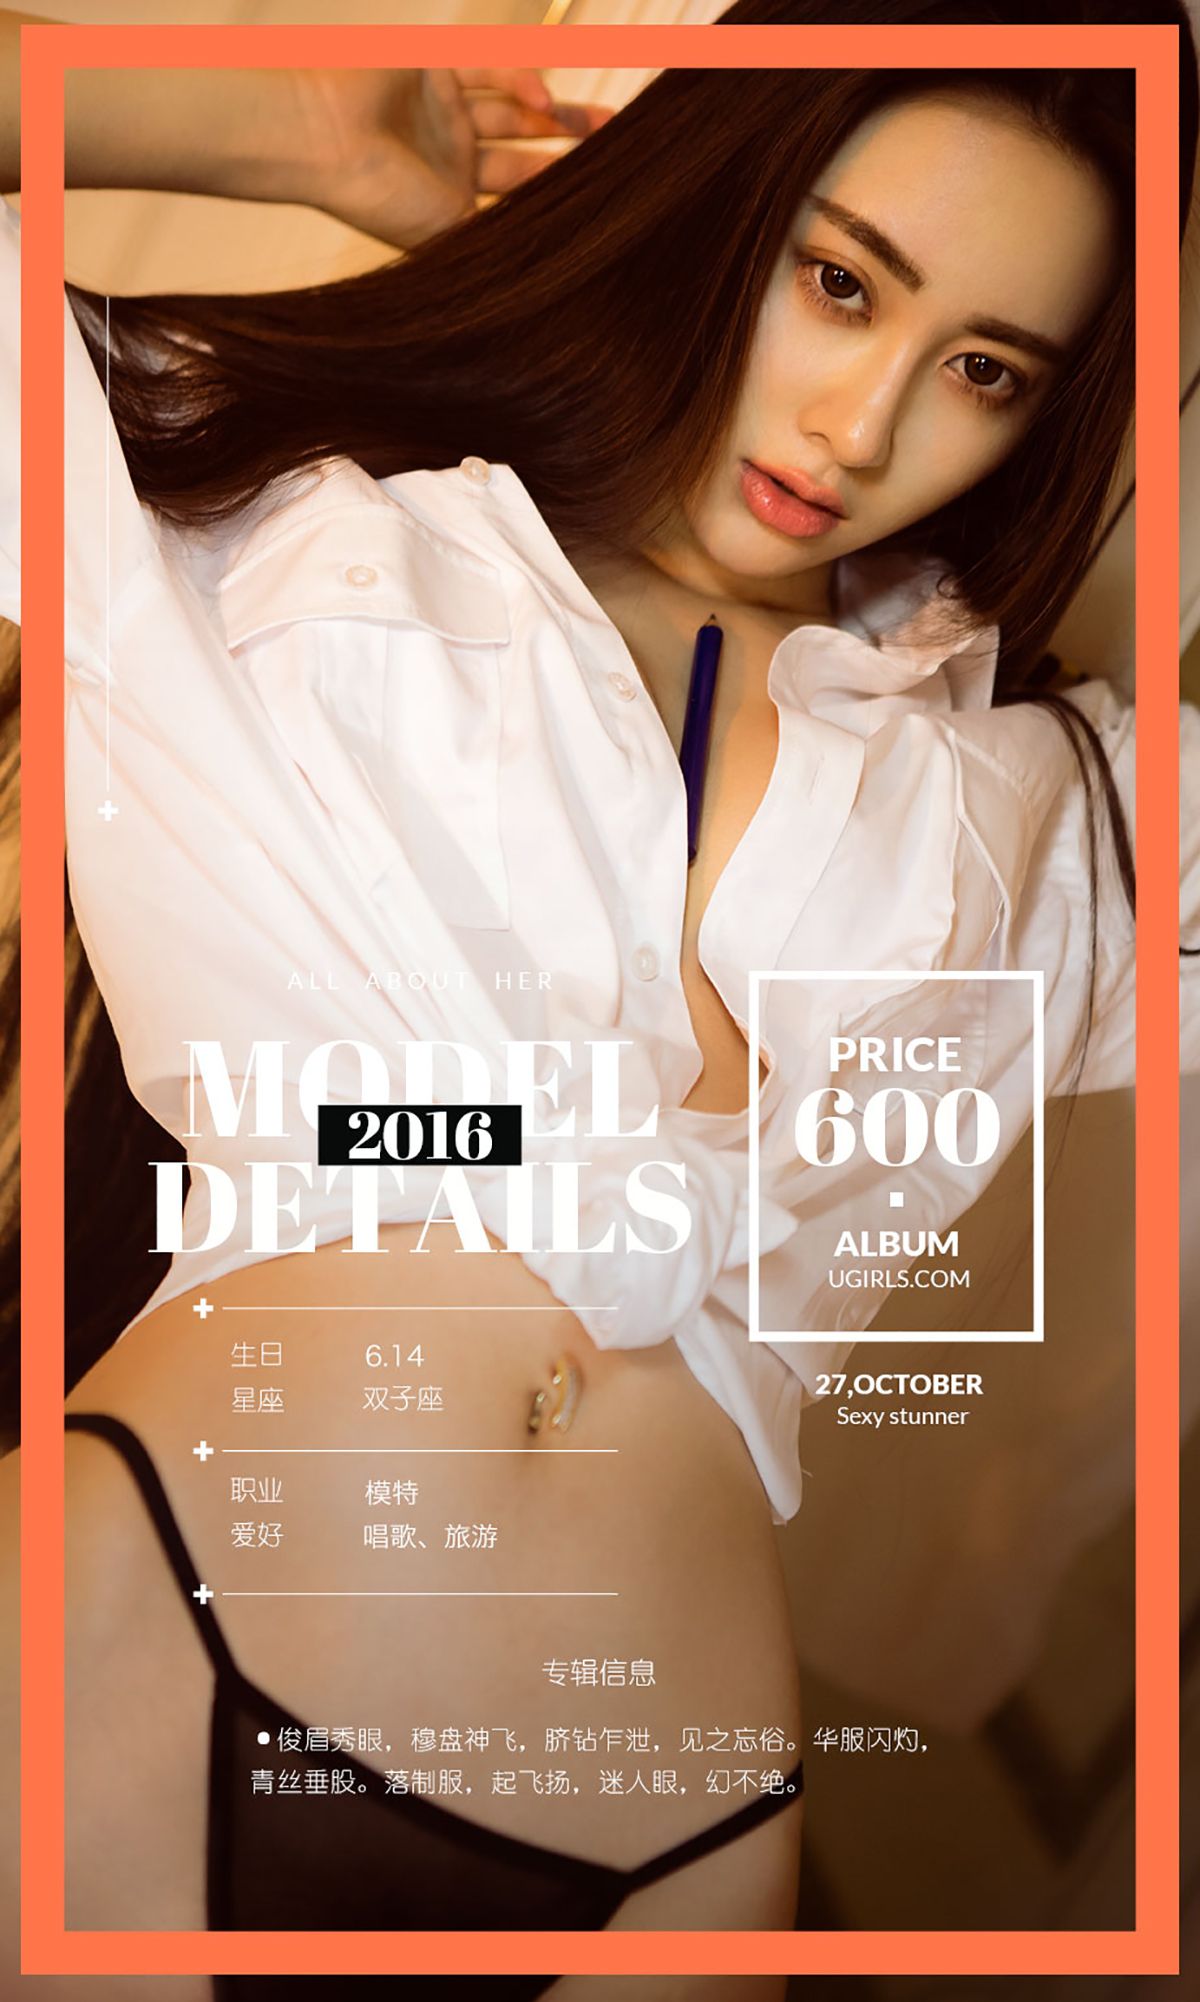 ALL ABOUT HER
MODEL
2016
DETAILS
PRICE
600
ALBUM
UGIRLS.COM
27,OCTOBER
Sexy stunner
生日 6.14
星座 双子座
职业 模特
爱好 唱歌、旅游
专辑信息
•俊眉秀眼，穆盘神飞，脐钻乍泄，见之忘俗。华服闪灼，
青丝垂股。落制服，起飞扬，迷人眼，幻不绝。